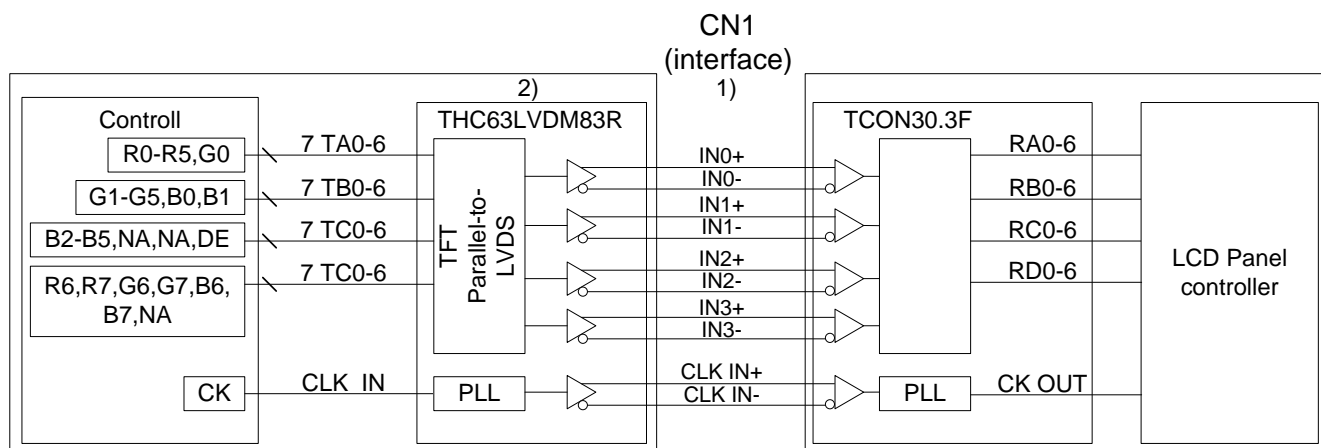 CN1
(interface)
2)
1)
Controll
THC63LVDM83R
TCON30.3F
R0-R5,G0
7 TA0-6
IN0+
IN0-
RA0-6
G1-G5,B0,B1
7 TB0-6
IN1+
IN1-
RB0-6
B2-B5,NA,NA,DE
7 TC0-6
IN2+
IN2-
RC0-6
R6,R7,G6,G7,B6,
B7,NA
7 TC0-6
IN3+
IN3-
RD0-6
TFT
Parallel-to-
LVDS
LCD Panel
controller
CK
CLK IN
PLL
CLK IN+
CLK IN-
PLL
CK OUT